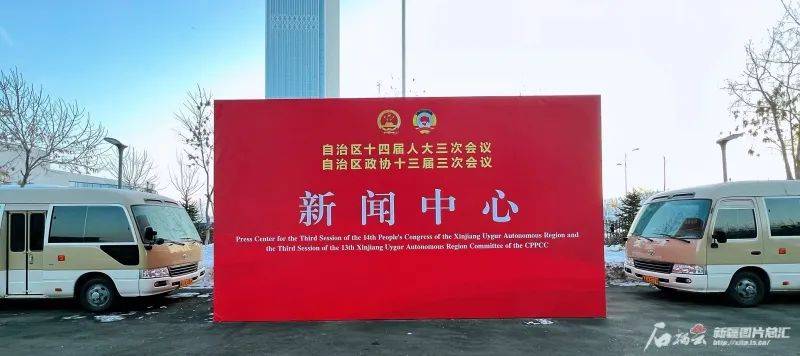 自治区十四届人大三次会议
自治区政协十三届三次会议
新闻中心
Press Center for the Third Session of the 14th People's Congress of the Xinjiang Uygur Autonomous Region and
the Third Session of the 13th Xinjiang Uygur Autonomous Region Committee of the CPPCC
石榴云 新疆图片总汇